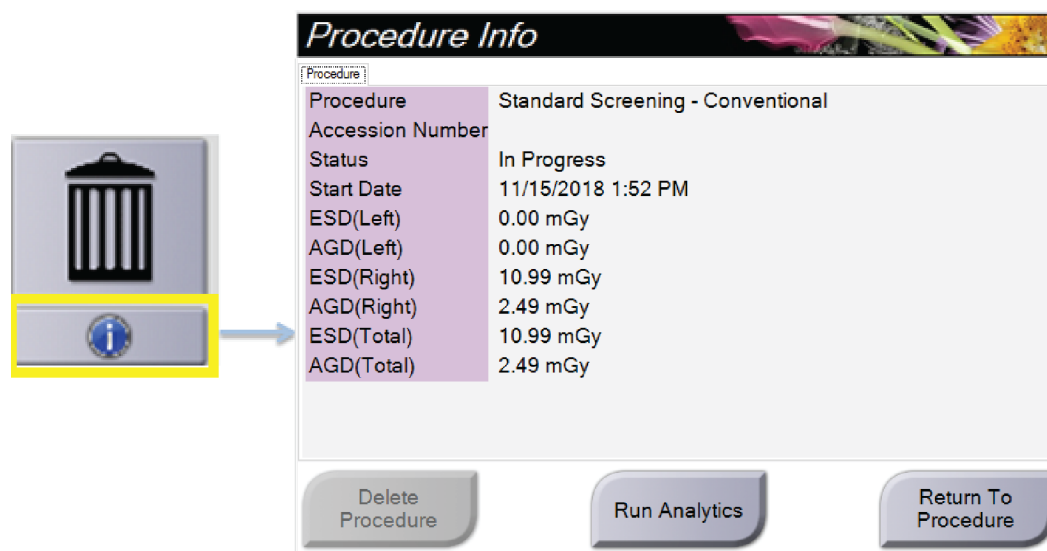 Procedure Info
Procedure
Procedure Standard Screening - Conventional
Accession Number
Status In Progress
Start Date 11/15/2018 1:52 PM
ESD(Left) 0.00 mGy
AGD(Left) 0.00 mGy
ESD(Right) 10.99 mGy
AGD(Right) 2.49 mGy
ESD(Total) 10.99 mGy
AGD(Total) 2.49 mGy
Delete
Procedure
Run Analytics
Return To
Procedure